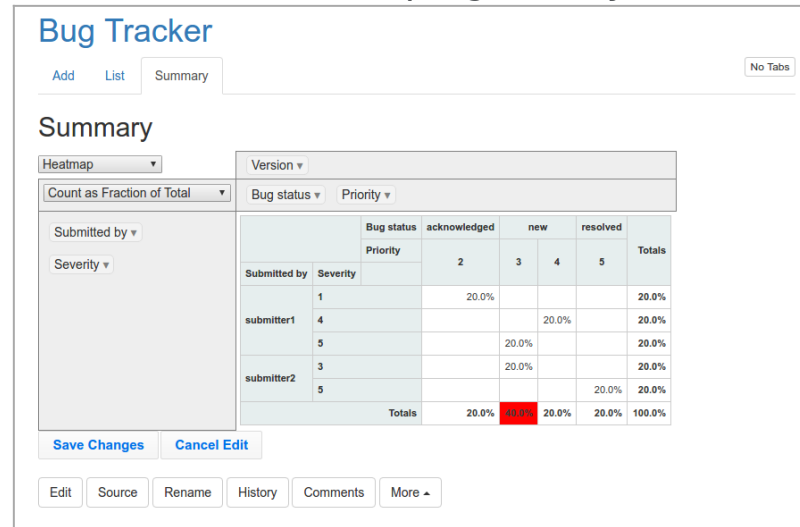 Bug Tracker
Add List Summary No Tabs
Summary
Heatmap Version
Count as Fraction of Total Bug status Priority
Submitted by
Severity
Bug status acknowledged new resolved Totals
Priority 2 3 4 5
Submitted by Severity
submitter1 1 20.0% 20.0%
4 20.0% 20.0%
5 20.0% 20.0%
submitter2 3 20.0% 20.0%
5 20.0% 20.0%
Totals 20.0% 40.0% 20.0% 20.0% 100.0%
Save Changes Cancel Edit
Edit Source Rename History Comments More